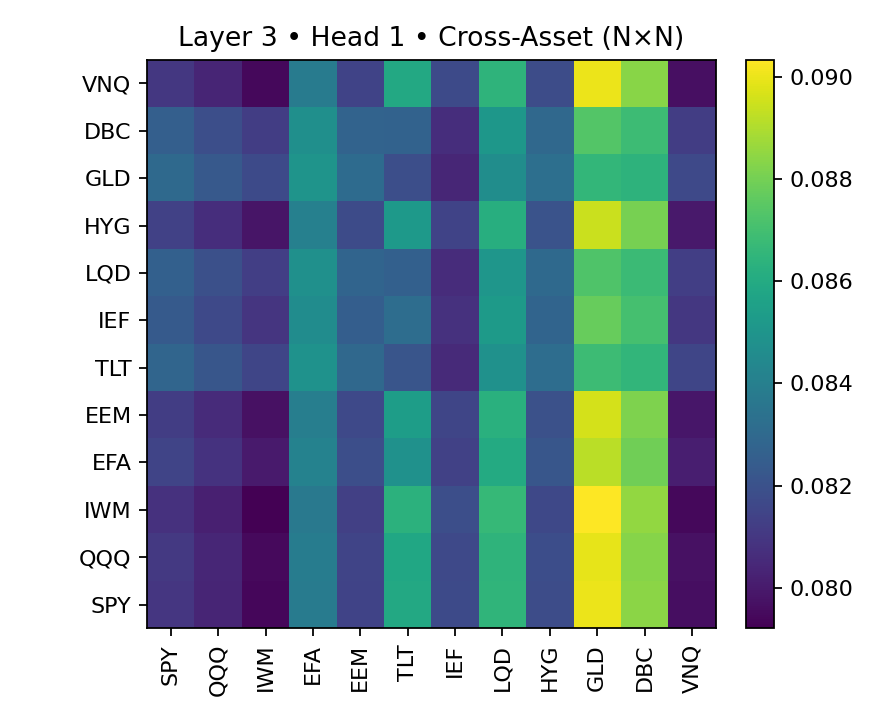 Layer 3 • Head 1 • Cross-Asset (N×N)
VNQ
DBC
GLD
HYG
LQD
IEF
TLT
EEM
EFA
IWM
QQQ
SPY
SPY QQQ IWM EFA EEM TLT IEF LQD HYG GLD DBC VNQ
0.090
0.088
0.086
0.084
0.082
0.080